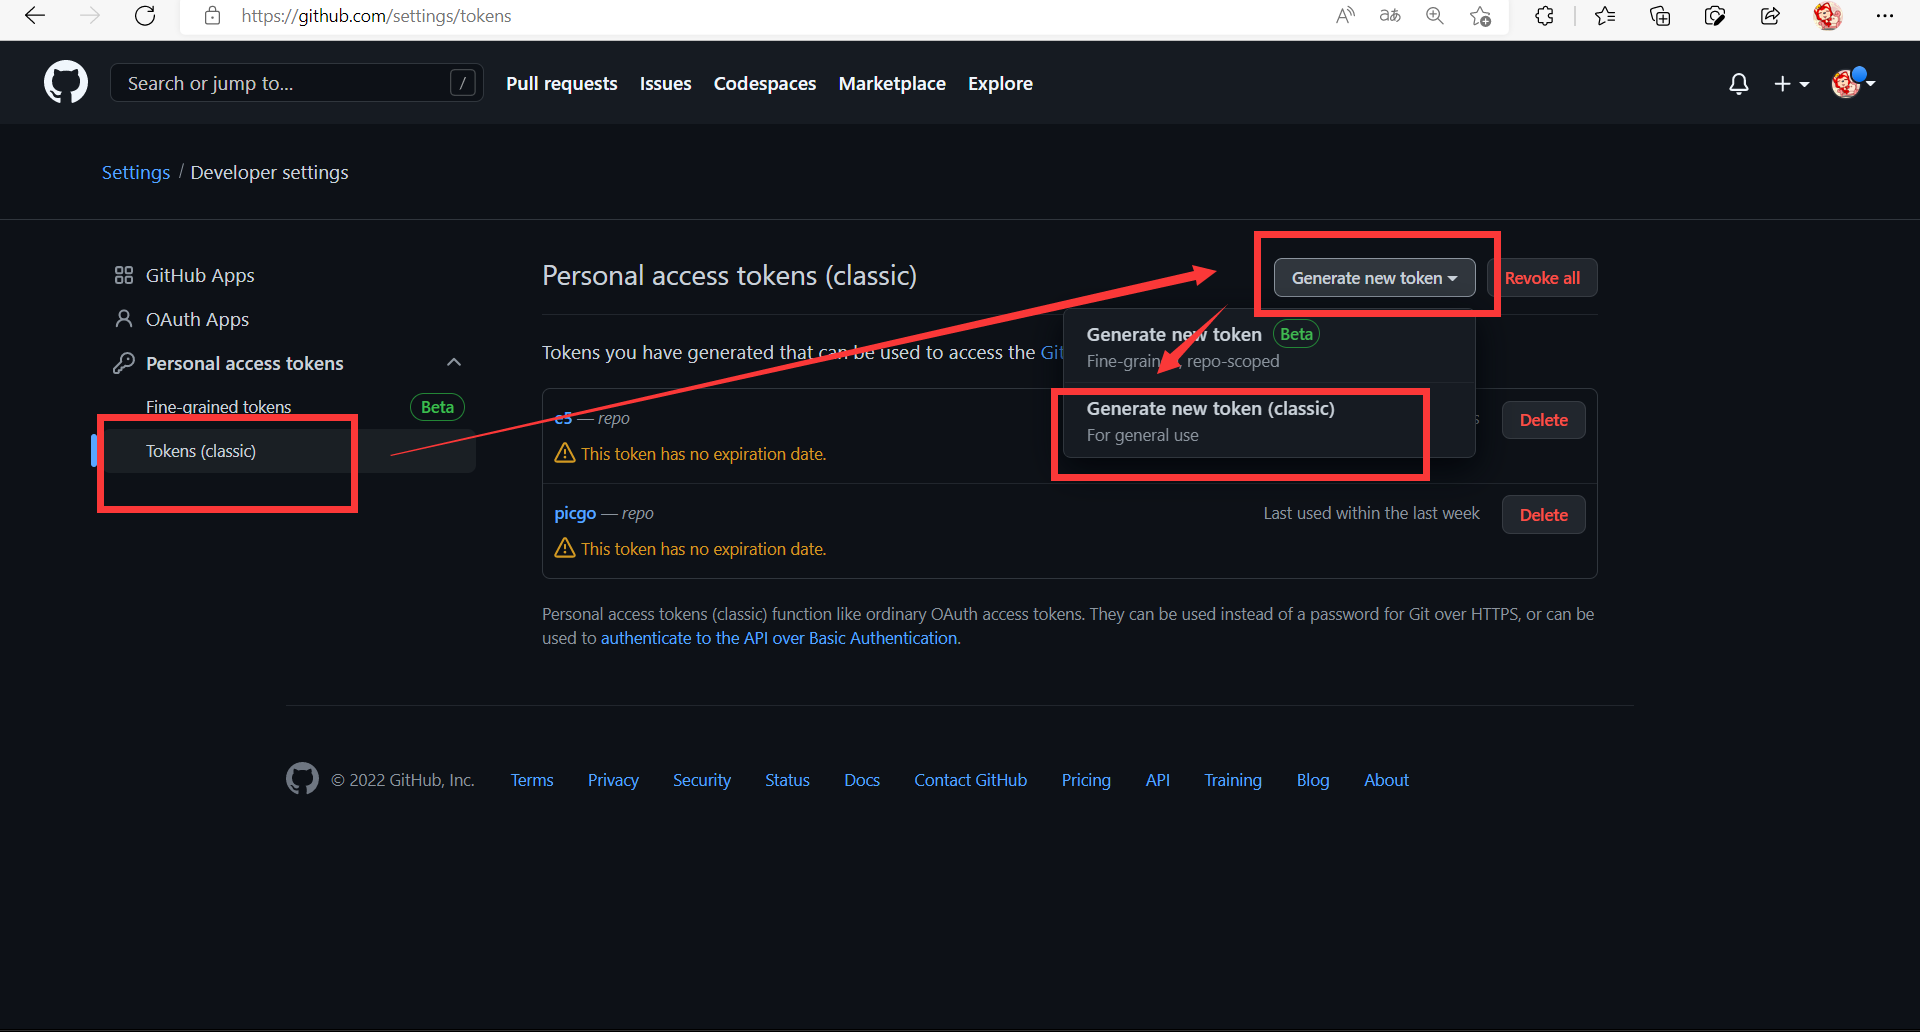 https://github.com/settings/tokens
Search or jump to... /
Pull requests Issues Codespaces Marketplace Explore
Settings / Developer settings
GitHub Apps
OAuth Apps
Personal access tokens
Fine-grained tokens Beta
Tokens (classic)
Personal access tokens (classic)
Generate new token
Revoke all
Tokens you have generated that can be used to access the Git
Generate new token Beta
Fine-grained, repo-scoped
Generate new token (classic)
For general use
e5 — repo
Delete
This token has no expiration date.
picgo — repo
Last used within the last week
Delete
This token has no expiration date.
Personal access tokens (classic) function like ordinary OAuth access tokens. They can be used instead of a password for Git over HTTPS, or can be
used to authenticate to the API over Basic Authentication.
© 2022 GitHub, Inc. Terms Privacy Security Status Docs Contact GitHub Pricing API Training Blog About